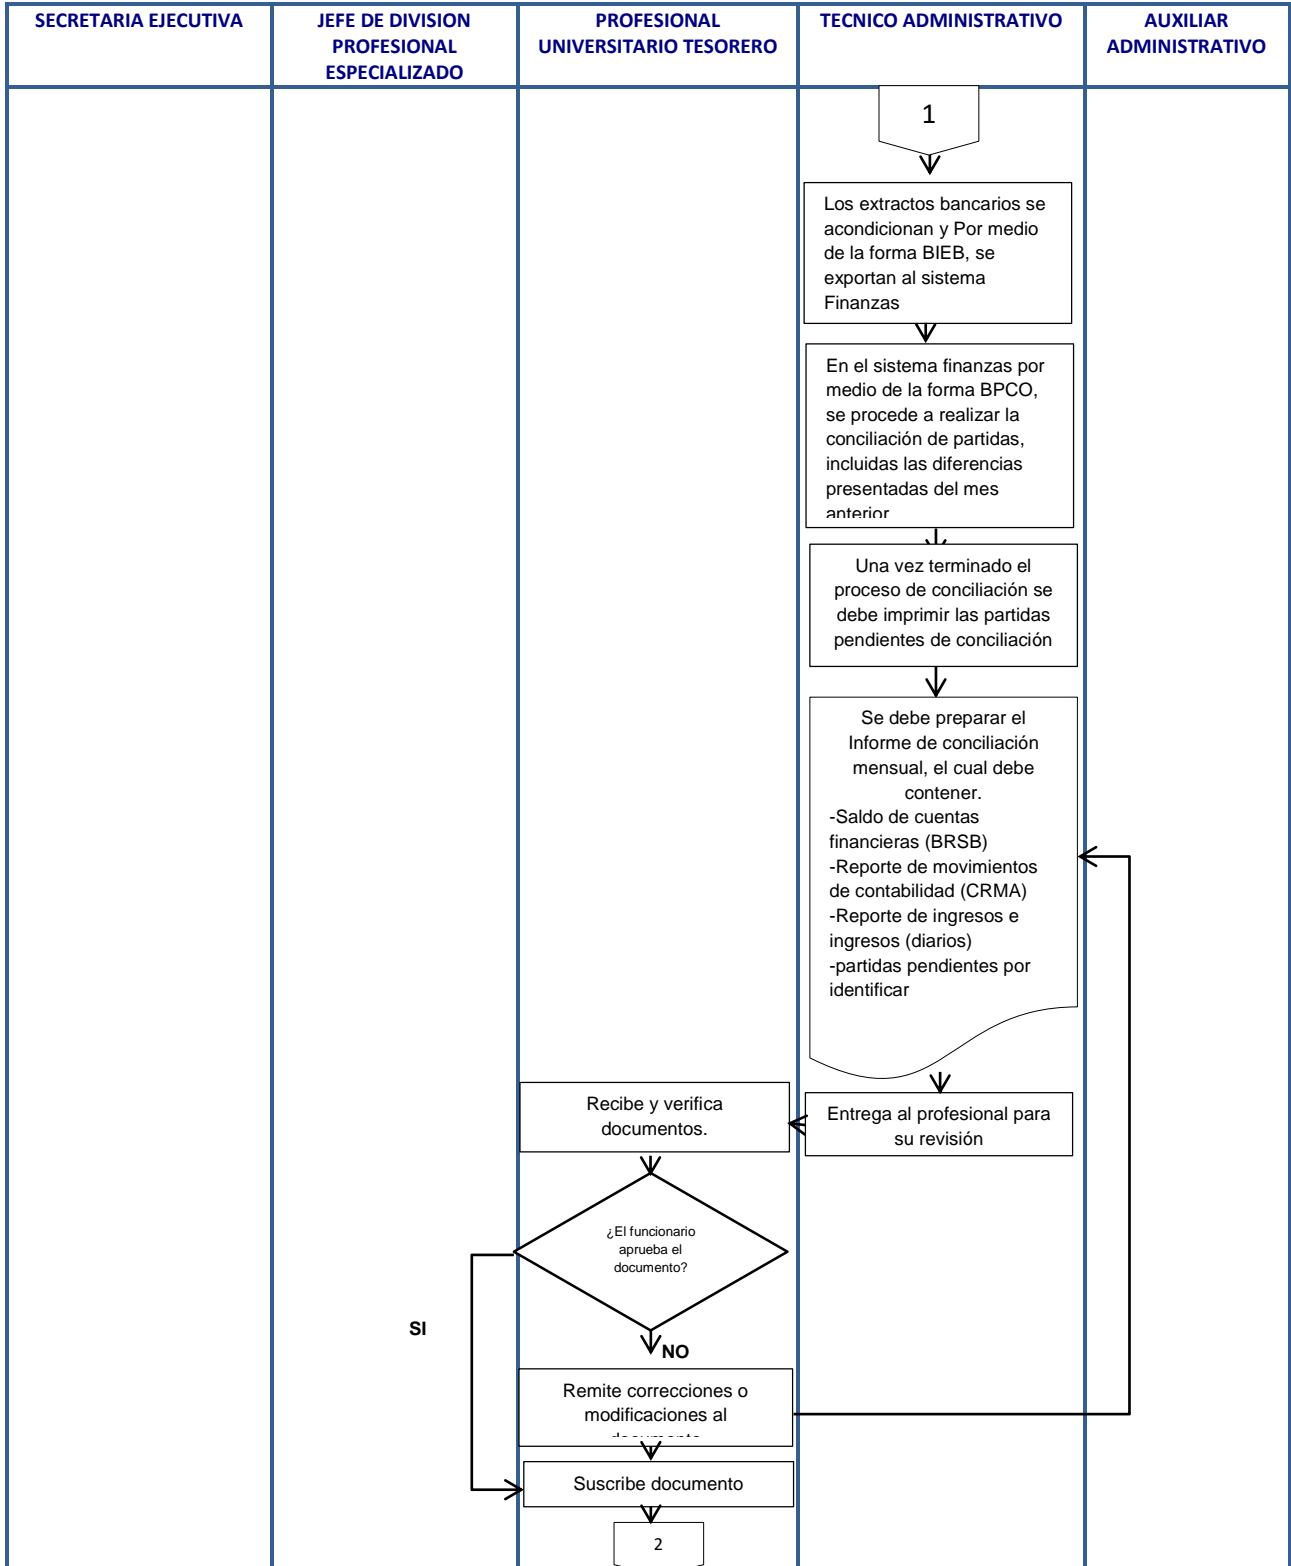 SECRETARIA EJECUTIVA
JEFE DE DIVISION
PROFESIONAL
ESPECIALIZADO
PROFESIONAL
UNIVERSITARIO TESORERO
TECNICO ADMINISTRATIVO
AUXILIAR
ADMINISTRATIVO
1
Los extractos bancarios se
acondicionan y Por medio
de la forma BIEB, se
exportan al sistema
Finanzas
En el sistema finanzas por
medio de la forma BPCO,
se procede a realizar la
conciliación de partidas,
incluidas las diferencias
presentadas del mes
anterior
Una vez terminado el
proceso de conciliación se
debe imprimir las partidas
pendientes de conciliación
Se debe preparar el
Informe de conciliación
mensual, el cual debe
contener.
-Saldo de cuentas
financieras (BRSB)
-Reporte de movimientos
de contabilidad (CRMA)
-Reporte de ingresos e
ingresos (diarios)
-partidas pendientes por
identificar
Entrega al profesional para
su revisión
Recibe y verifica
documentos.
¿El funcionario
aprueba el
documento?
SI
NO
Remite correcciones o
modificaciones al
documento
Suscribe documento
2